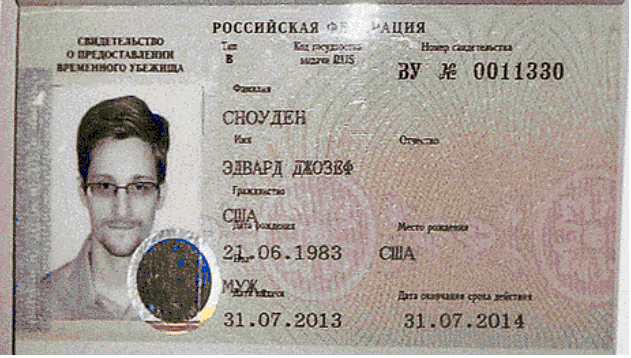 РОССИЙСКАЯ ФЕДЕРАЦИЯ
СВИДЕТЕЛЬСТВО
О ПРЕДОСТАВЛЕНИИ
ВРЕМЕННОГО УБЕЖИЩА
Тип
В
Код государства
выдачи RUS
Номер свидетельства
ВУ № 0011330
Фамилия
СНОУДЕН
Имя
Отчество
ЭДВАРД ДЖОЗЕФ
Гражданство
США
Дата рождения
Место рождения
21.06.1983
США
Пол
МУЖ.
Дата выдачи
Дата окончания срока действия
31.07.2013
31.07.2014